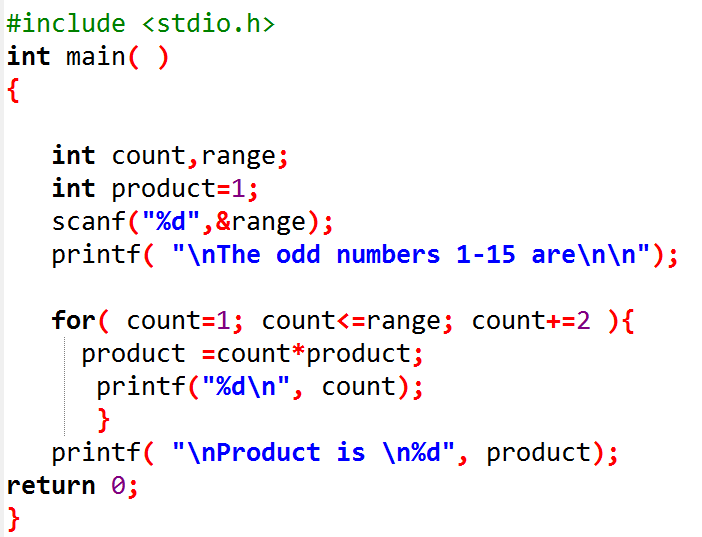 #include <stdio.h>
int main( )
{
int count,range;
int product=1;
scanf("%d",&range);
printf( "\nThe odd numbers 1-15 are\n\n");
for( count=1; count<=range; count+=2 ){
product =count*product;
printf("%d\n", count);
}
printf( "\nProduct is \n%d", product);
return 0;
}